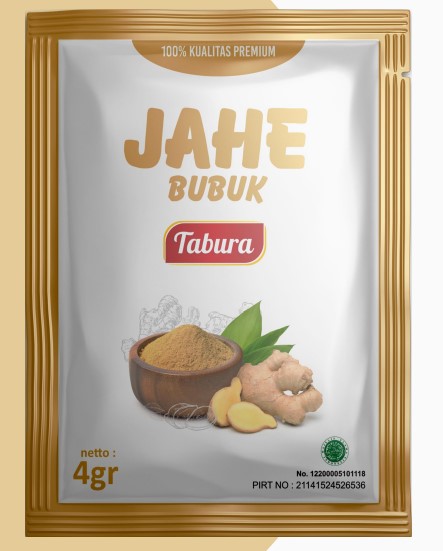 100% KUALITAS PREMIUM
JAHE
BUBUK
Tabura
netto :
4gr
No. 12200005101118
PIRT NO : 21141524526536